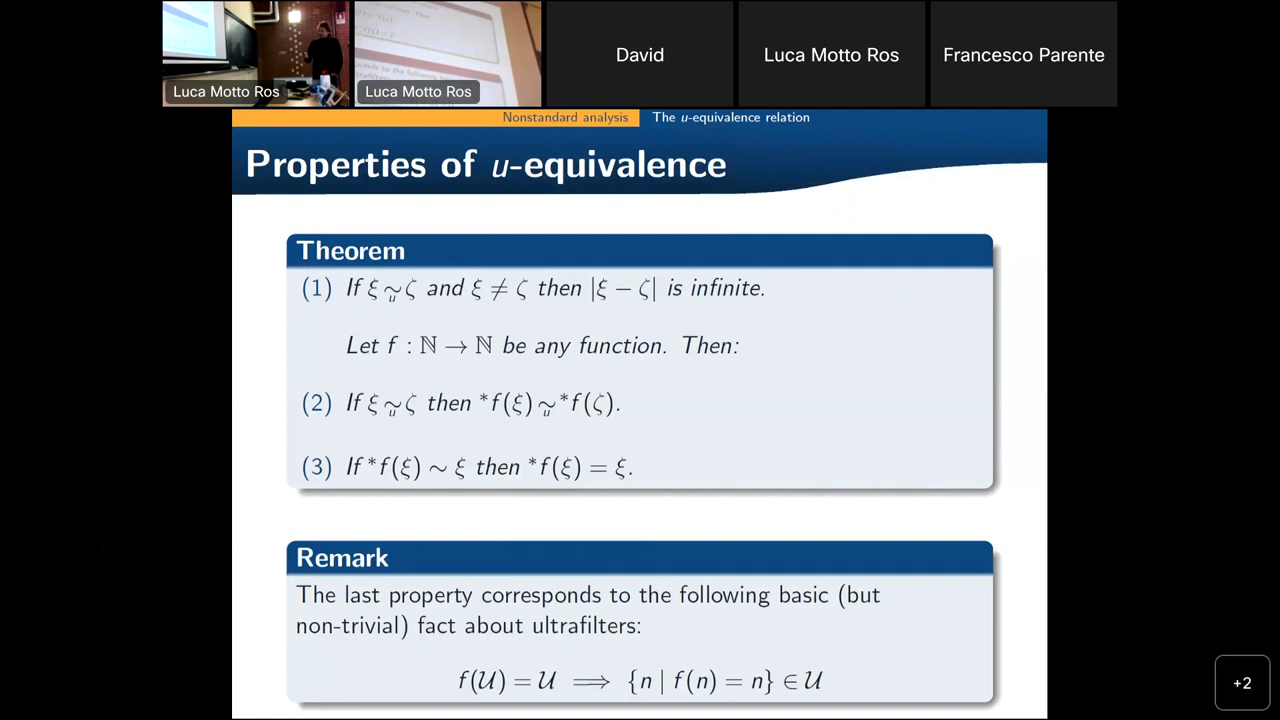 David
Luca Motto Ros
Francesco Parente
Luca Motto Ros
Luca Motto Ros
Nonstandard analysis
The u-equivalence relation
Properties of u-equivalence
Theorem
(1) If ξ ∼ᵤ ζ and ξ ≠ ζ then |ξ − ζ| is infinite.
Let f : ℕ → ℕ be any function. Then:
(2) If ξ ∼ᵤ ζ then *f(ξ) ∼ᵤ *f(ζ).
(3) If *f(ξ) ∼ ξ then *f(ξ) = ξ.
Remark
The last property corresponds to the following basic (but
non-trivial) fact about ultrafilters:
f(𝒰) = 𝒰 ⟹ {n | f(n) = n} ∈ 𝒰
+2